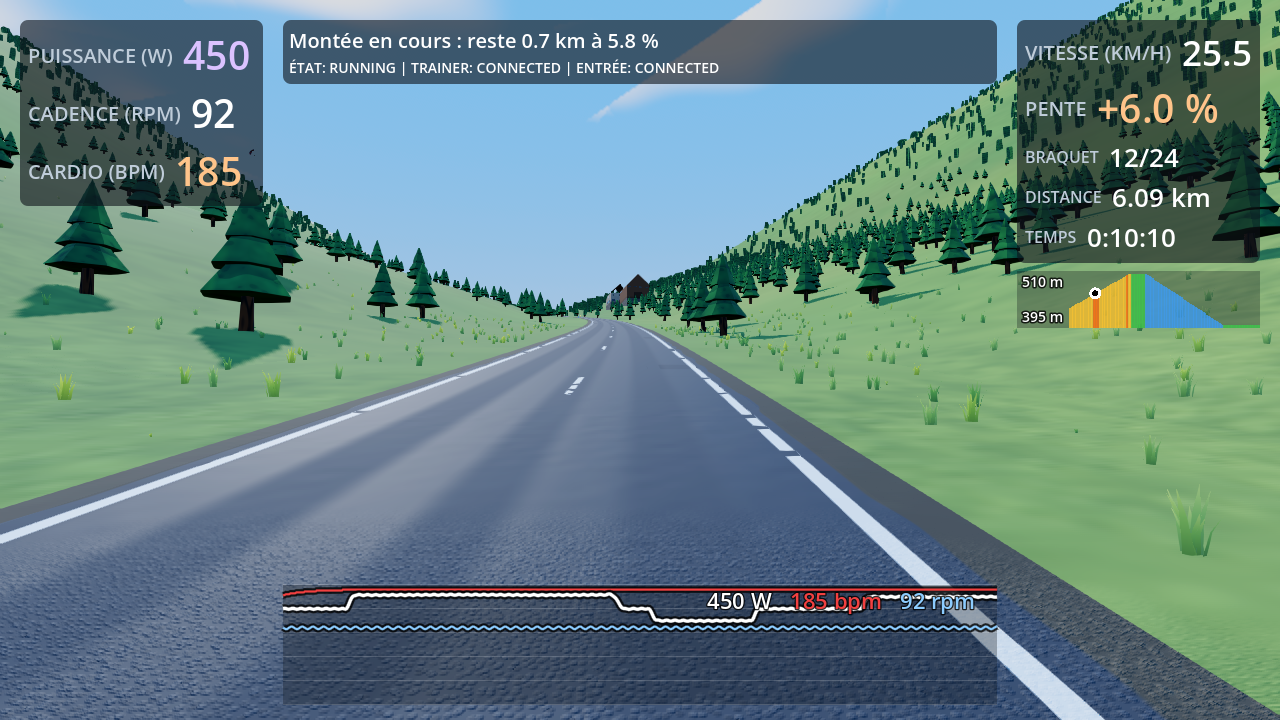 PUISSANCE (W) 450
CADENCE (RPM) 92
CARDIO (BPM) 185
Montée en cours : reste 0.7 km à 5.8 %
ÉTAT: RUNNING | TRAINER: CONNECTED | ENTRÉE: CONNECTED
VITESSE (KM/H) 25.5
PENTE +6.0 %
BRAQUET 12/24
DISTANCE 6.09 km
TEMPS 0:10:10
510 m
395 m
450 W 185 bpm 92 rpm